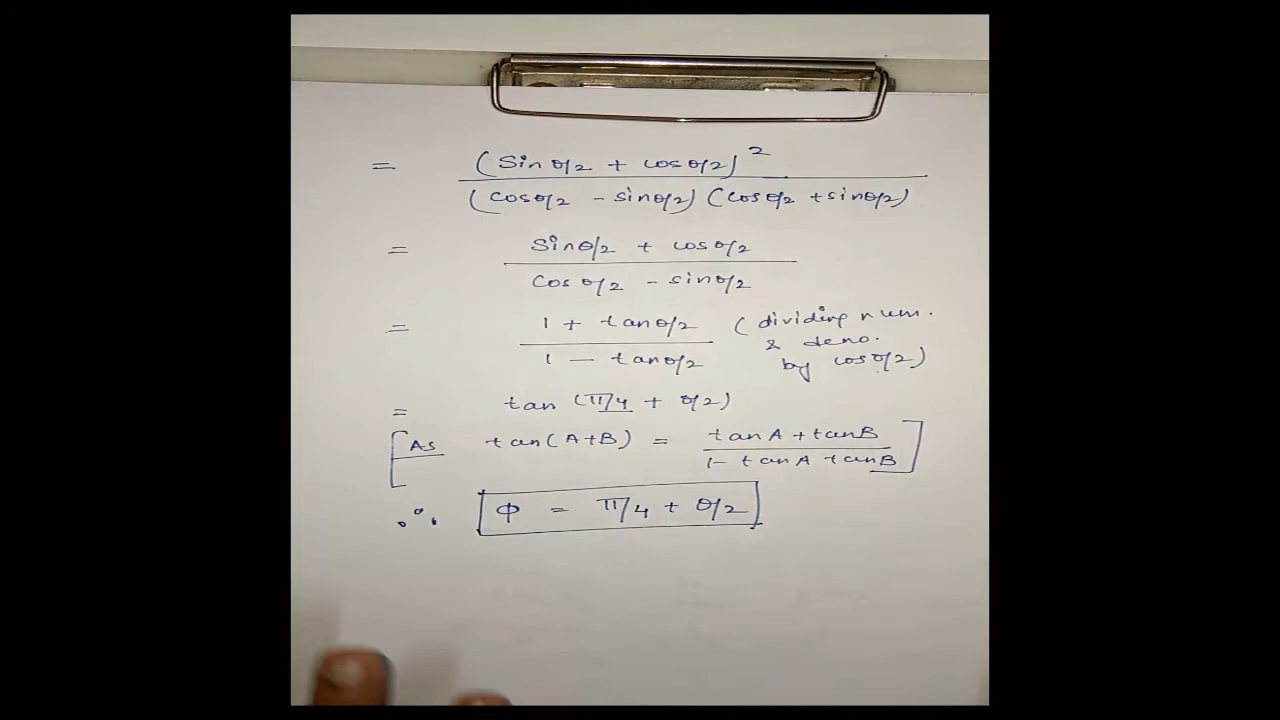 = (Sin θ/2 + cos θ/2)² / (cos θ/2 - sin θ/2) (cos θ/2 + sin θ/2)
= Sin θ/2 + cos θ/2 / cos θ/2 - sin θ/2
= 1 + tan θ/2 / 1 - tan θ/2 (dividing num.
& deno.
by cos θ/2)
= tan (π/4 + θ/2)
[As tan(A+B) = tan A + tan B / 1 - tan A tan B]
∴ φ = π/4 + θ/2